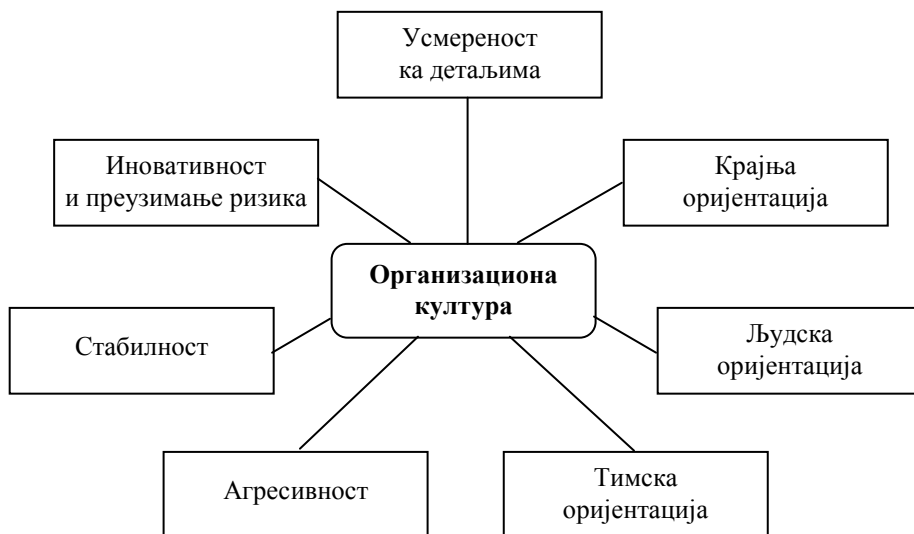 Усмереност
ка детаљима
Иновативност
и преузимање ризика
Крајња
оријентација
Организациона
култура
Стабилност
Људска
оријентација
Агресивност
Тимска
оријентација